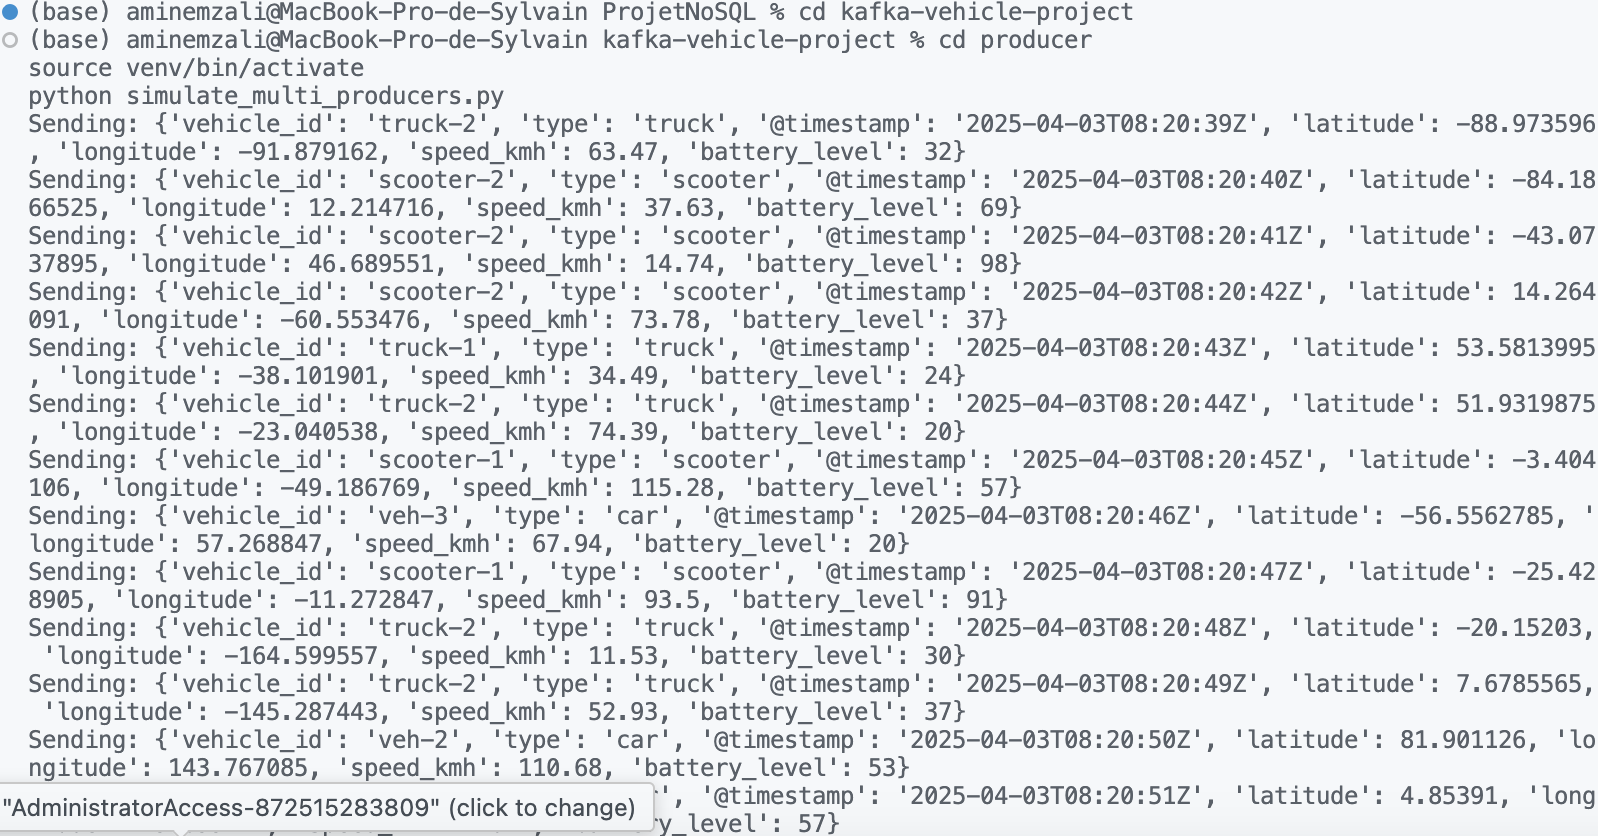 (base) aminemzali@MacBook-Pro-de-Sylvain ProjetNoSQL % cd kafka-vehicle-project
(base) aminemzali@MacBook-Pro-de-Sylvain kafka-vehicle-project % cd producer
source venv/bin/activate
python simulate_multi_producers.py
Sending: {'vehicle_id': 'truck-2', 'type': 'truck', '@timestamp': '2025-04-03T08:20:39Z', 'latitude': -88.973596
, 'longitude': -91.879162, 'speed_kmh': 63.47, 'battery_level': 32}
Sending: {'vehicle_id': 'scooter-2', 'type': 'scooter', '@timestamp': '2025-04-03T08:20:40Z', 'latitude': -84.18
66525, 'longitude': 12.214716, 'speed_kmh': 37.63, 'battery_level': 69}
Sending: {'vehicle_id': 'scooter-2', 'type': 'scooter', '@timestamp': '2025-04-03T08:20:41Z', 'latitude': -43.07
37895, 'longitude': 46.689551, 'speed_kmh': 14.74, 'battery_level': 98}
Sending: {'vehicle_id': 'scooter-2', 'type': 'scooter', '@timestamp': '2025-04-03T08:20:42Z', 'latitude': 14.264
091, 'longitude': -60.553476, 'speed_kmh': 73.78, 'battery_level': 37}
Sending: {'vehicle_id': 'truck-1', 'type': 'truck', '@timestamp': '2025-04-03T08:20:43Z', 'latitude': 53.5813995
, 'longitude': -38.101901, 'speed_kmh': 34.49, 'battery_level': 24}
Sending: {'vehicle_id': 'truck-2', 'type': 'truck', '@timestamp': '2025-04-03T08:20:44Z', 'latitude': 51.9319875
, 'longitude': -23.040538, 'speed_kmh': 74.39, 'battery_level': 20}
Sending: {'vehicle_id': 'scooter-1', 'type': 'scooter', '@timestamp': '2025-04-03T08:20:45Z', 'latitude': -3.404
106, 'longitude': -49.186769, 'speed_kmh': 115.28, 'battery_level': 57}
Sending: {'vehicle_id': 'veh-3', 'type': 'car', '@timestamp': '2025-04-03T08:20:46Z', 'latitude': -56.5562785, '
longitude': 57.268847, 'speed_kmh': 67.94, 'battery_level': 20}
Sending: {'vehicle_id': 'scooter-1', 'type': 'scooter', '@timestamp': '2025-04-03T08:20:47Z', 'latitude': -25.42
8905, 'longitude': -11.272847, 'speed_kmh': 93.5, 'battery_level': 91}
Sending: {'vehicle_id': 'truck-2', 'type': 'truck', '@timestamp': '2025-04-03T08:20:48Z', 'latitude': -20.15203,
'longitude': -164.599557, 'speed_kmh': 11.53, 'battery_level': 30}
Sending: {'vehicle_id': 'truck-2', 'type': 'truck', '@timestamp': '2025-04-03T08:20:49Z', 'latitude': 7.6785565,
'longitude': -145.287443, 'speed_kmh': 52.93, 'battery_level': 37}
Sending: {'vehicle_id': 'veh-2', 'type': 'car', '@timestamp': '2025-04-03T08:20:50Z', 'latitude': 81.901126, 'lo
ngitude': 143.767085, 'speed_kmh': 110.68, 'battery_level': 53}
"AdministratorAccess-872515283809" (click to change)
', '@timestamp': '2025-04-03T08:20:51Z', 'latitude': 4.85391, 'long
y_level': 57}